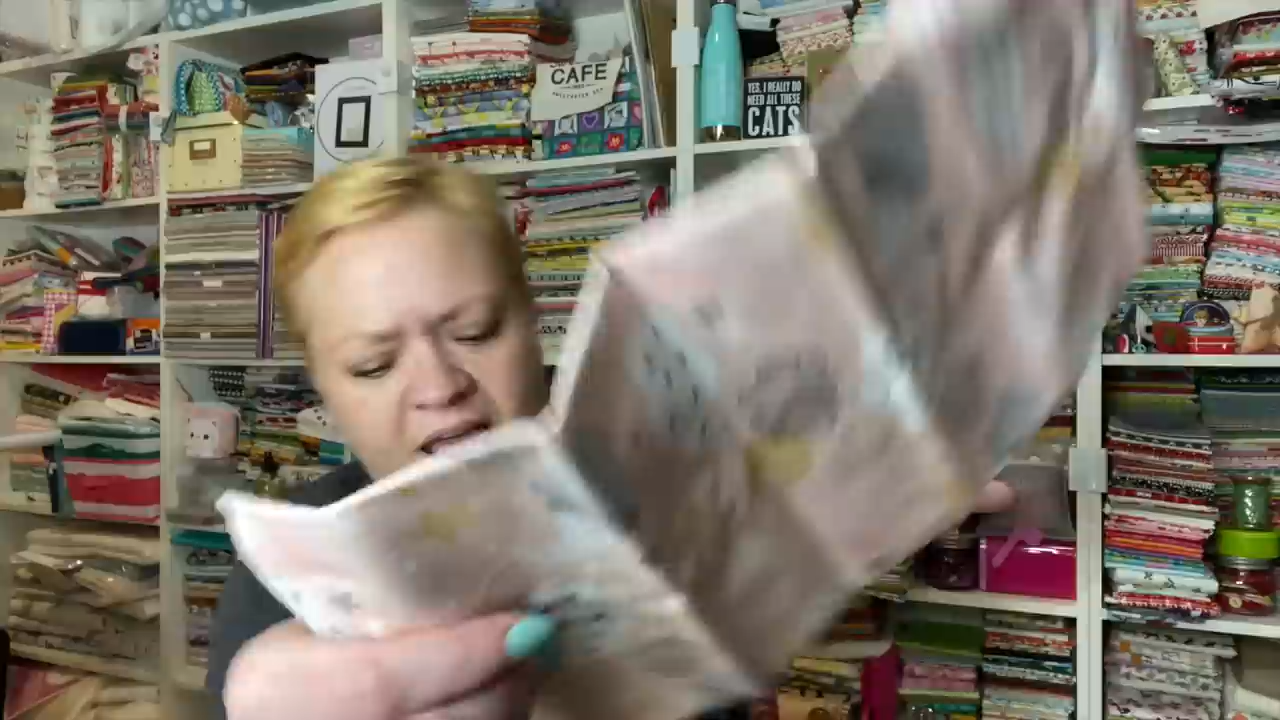 CAFE
YES, I REALLY DO
NEED ALL THESE
CATS